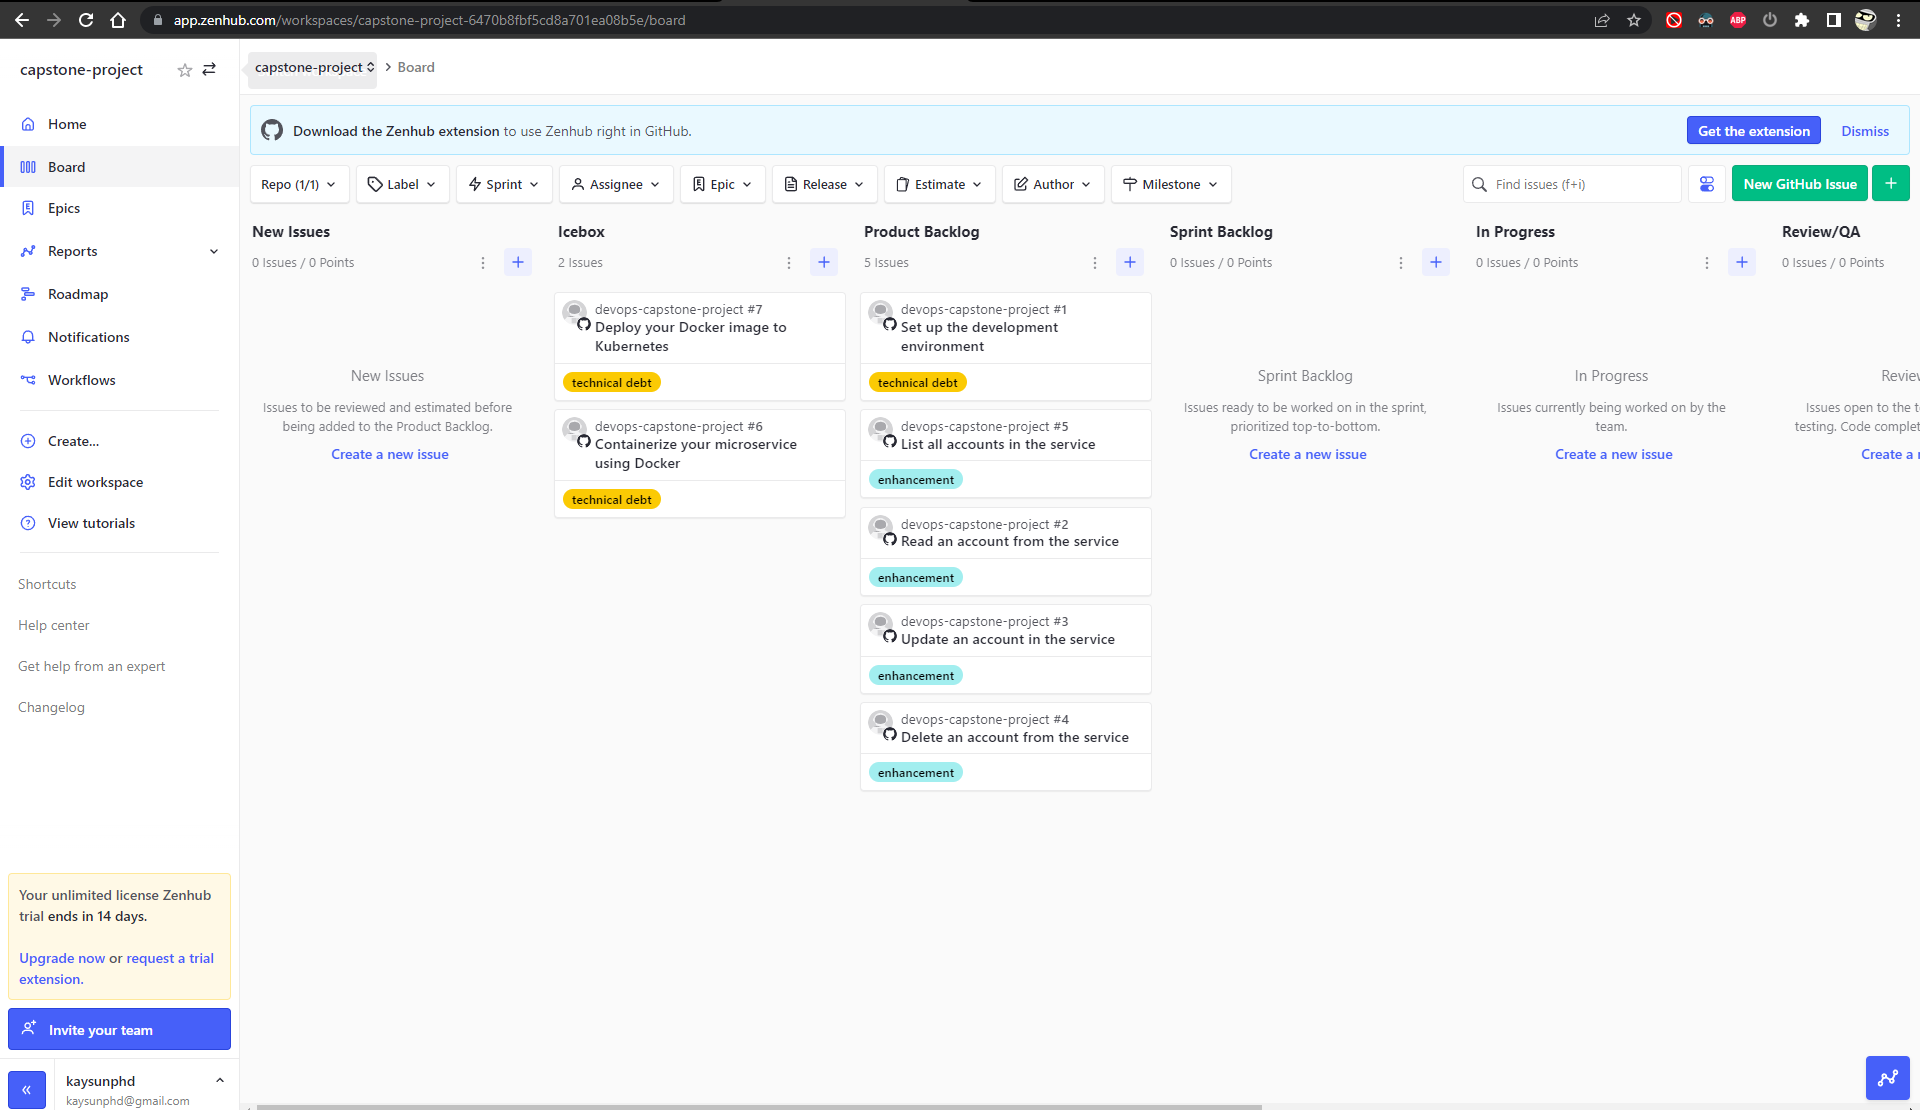 app.zenhub.com/workspaces/capstone-project-6470b8fbf5cd8a701ea08b5e/board
ABP
capstone-project
Home
Board
Epics
Reports
Roadmap
Notifications
Workflows
Create...
Edit workspace
View tutorials
Shortcuts
Help center
Get help from an expert
Changelog
Your unlimited license Zenhub
trial ends in 14 days.
Upgrade now or request a trial
extension.
Invite your team
kaysunphd
kaysunphd@gmail.com
capstone-project > Board
Download the Zenhub extension to use Zenhub right in GitHub.
Get the extension
Dismiss
Repo (1/1)
Label
Sprint
Assignee
Epic
Release
Estimate
Author
Milestone
Find issues (f+i)
New GitHub Issue
New Issues
0 Issues / 0 Points
New Issues
Issues to be reviewed and estimated before
being added to the Product Backlog.
Create a new issue
Icebox
2 Issues
devops-capstone-project #7
Deploy your Docker image to
Kubernetes
technical debt
devops-capstone-project #6
Containerize your microservice
using Docker
technical debt
Product Backlog
5 Issues
devops-capstone-project #1
Set up the development
environment
technical debt
devops-capstone-project #5
List all accounts in the service
enhancement
devops-capstone-project #2
Read an account from the service
enhancement
devops-capstone-project #3
Update an account in the service
enhancement
devops-capstone-project #4
Delete an account from the service
enhancement
Sprint Backlog
0 Issues / 0 Points
Sprint Backlog
Issues ready to be worked on in the sprint,
prioritized top-to-bottom.
Create a new issue
In Progress
0 Issues / 0 Points
In Progress
Issues currently being worked on by the
team.
Create a new issue
Review/QA
0 Issues / 0 Points
Review
Issues open to the t
testing. Code complet
Create a r